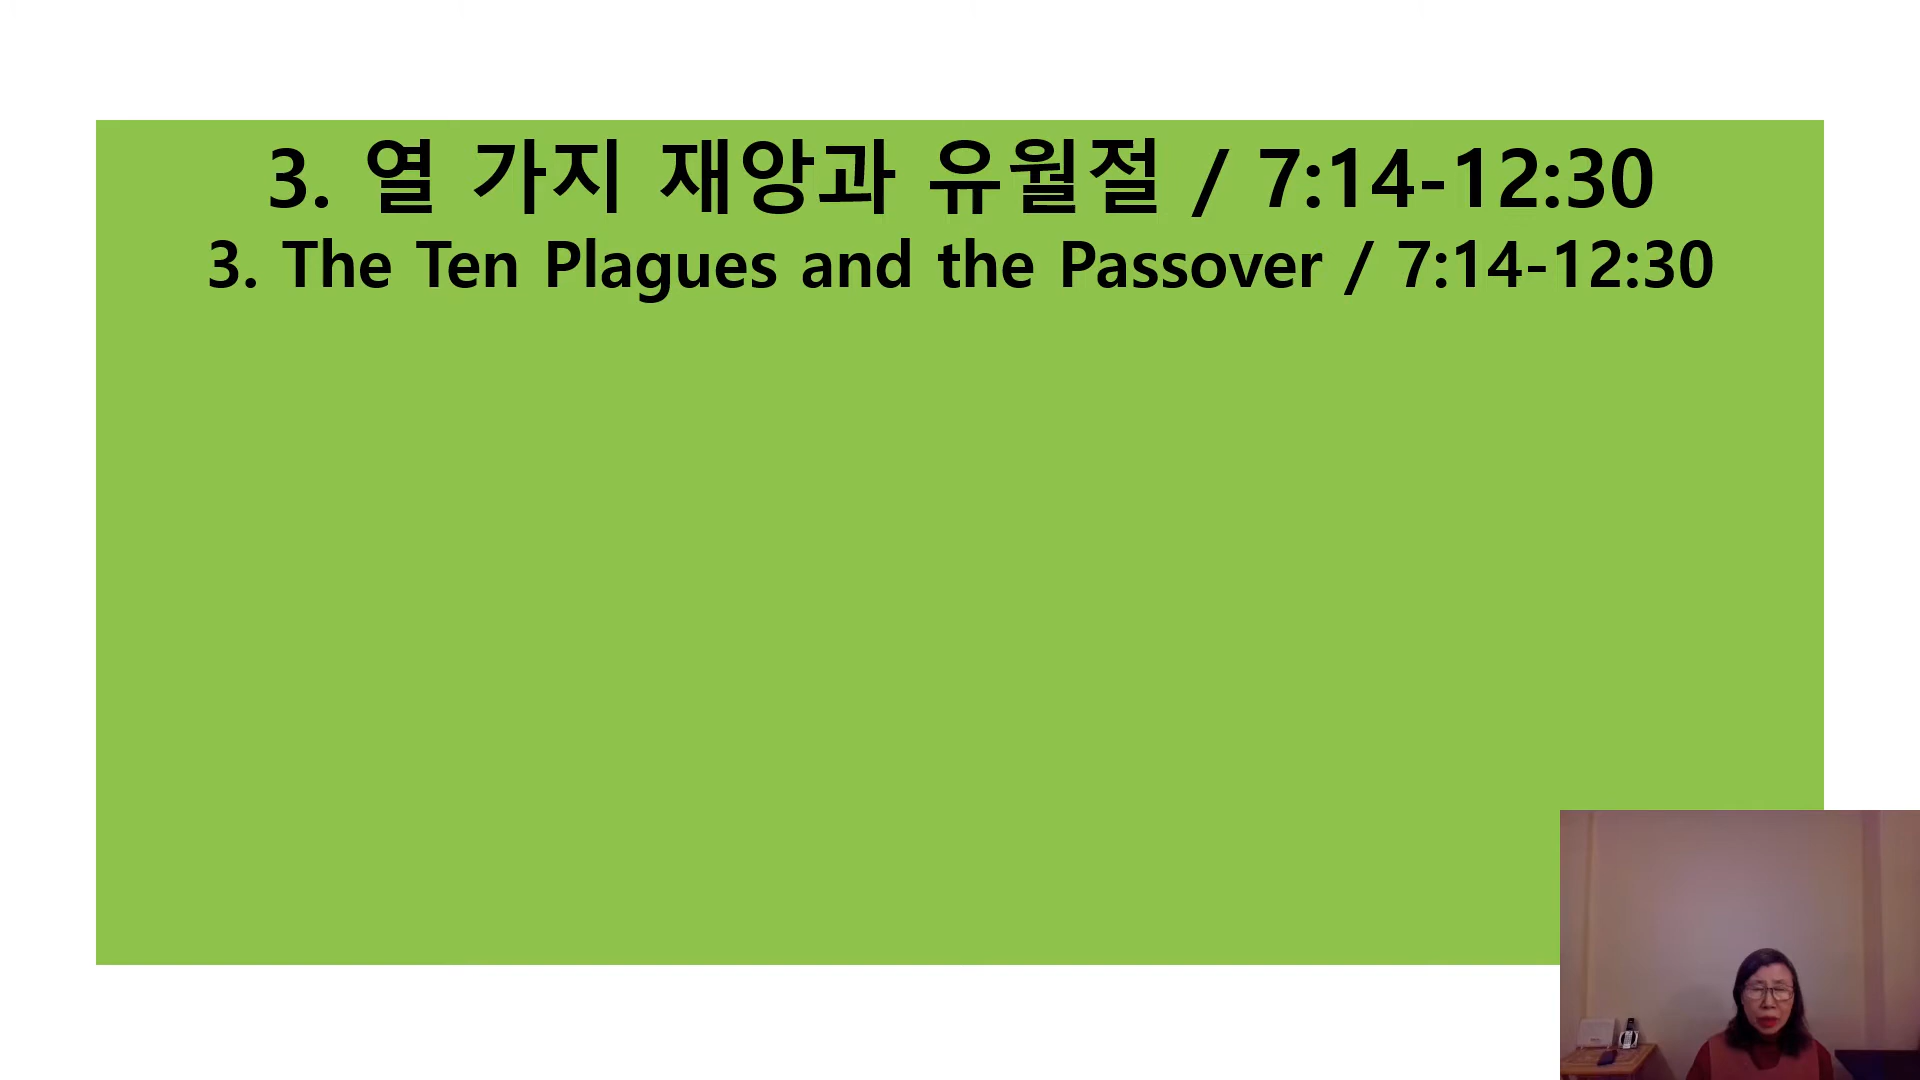 3. 열 가지 재앙과 유월절 / 7:14-12:30
3. The Ten Plagues and the Passover / 7:14-12:30